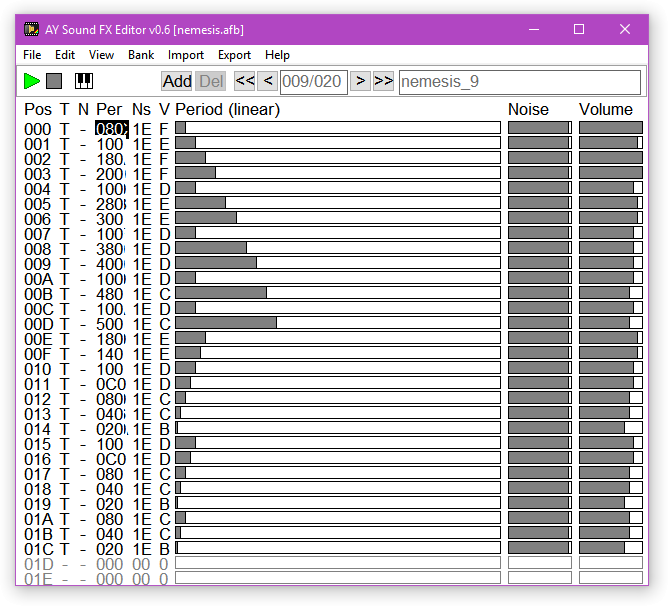 AY Sound FX Editor v0.6 [nemesis.afb]
File Edit View Bank Import Export Help
Add Del << < 009/020 > >> nemesis_9
Pos T N Per Ns V Period (linear) Noise Volume
000 T - 080 1E F
001 T - 100 1E E
002 T - 180 1E F
003 T - 200 1E F
004 T - 100 1E D
005 T - 280 1E E
006 T - 300 1E E
007 T - 100 1E D
008 T - 380 1E D
009 T - 400 1E D
00A T - 100 1E D
00B T - 480 1E C
00C T - 100 1E D
00D T - 500 1E C
00E T - 180 1E E
00F T - 140 1E E
010 T - 100 1E D
011 T - 0C0 1E D
012 T - 080 1E C
013 T - 040 1E C
014 T - 020 1E B
015 T - 100 1E D
016 T - 0C0 1E D
017 T - 080 1E C
018 T - 040 1E C
019 T - 020 1E B
01A T - 080 1E C
01B T - 040 1E C
01C T - 020 1E B
01D - - 000 00 0
01E - - 000 00 0